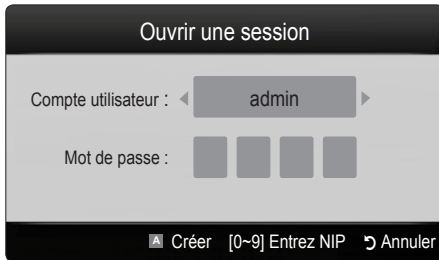 Ouvrir une session
Compte utilisateur : admin
Mot de passe :
A Créer [0~9] Entrez NIP Annuler